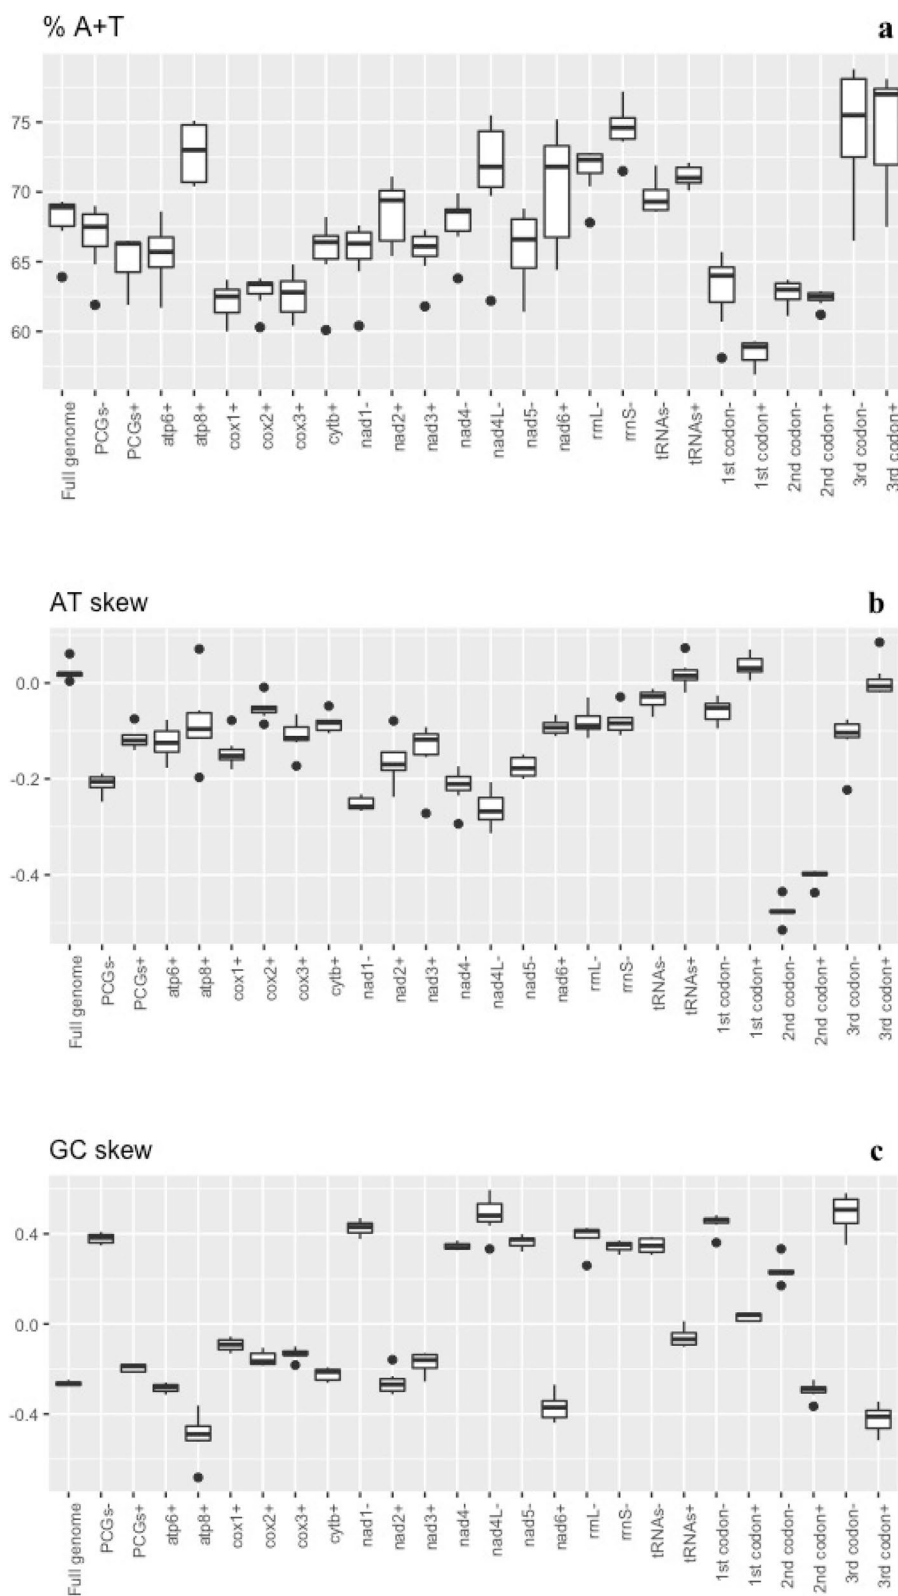 % A+T a
75
70
65
60
Full genome
PCGs-
PCGs+
atp6+
atp8+
cox1+
cox2+
cox3+
cytb+
nad1-
nad2+
nad3+
nad4-
nad4L-
nad5-
nad6+
rrnL-
rrnS-
tRNAs-
tRNAs+
1st codon-
1st codon+
2nd codon-
2nd codon+
3rd codon-
3rd codon+
AT skew b
0.0
-0.2
-0.4
Full genome
PCGs-
PCGs+
atp6+
atp8+
cox1+
cox2+
cox3+
cytb+
nad1-
nad2+
nad3+
nad4-
nad4L-
nad5-
nad6+
rrnL-
rrnS-
tRNAs-
tRNAs+
1st codon-
1st codon+
2nd codon-
2nd codon+
3rd codon-
3rd codon+
GC skew c
0.4
0.0
-0.4
Full genome
PCGs-
PCGs+
atp6+
atp8+
cox1+
cox2+
cox3+
cytb+
nad1-
nad2+
nad3+
nad4-
nad4L-
nad5-
nad6+
rrnL-
rrnS-
tRNAs-
tRNAs+
1st codon-
1st codon+
2nd codon-
2nd codon+
3rd codon-
3rd codon+